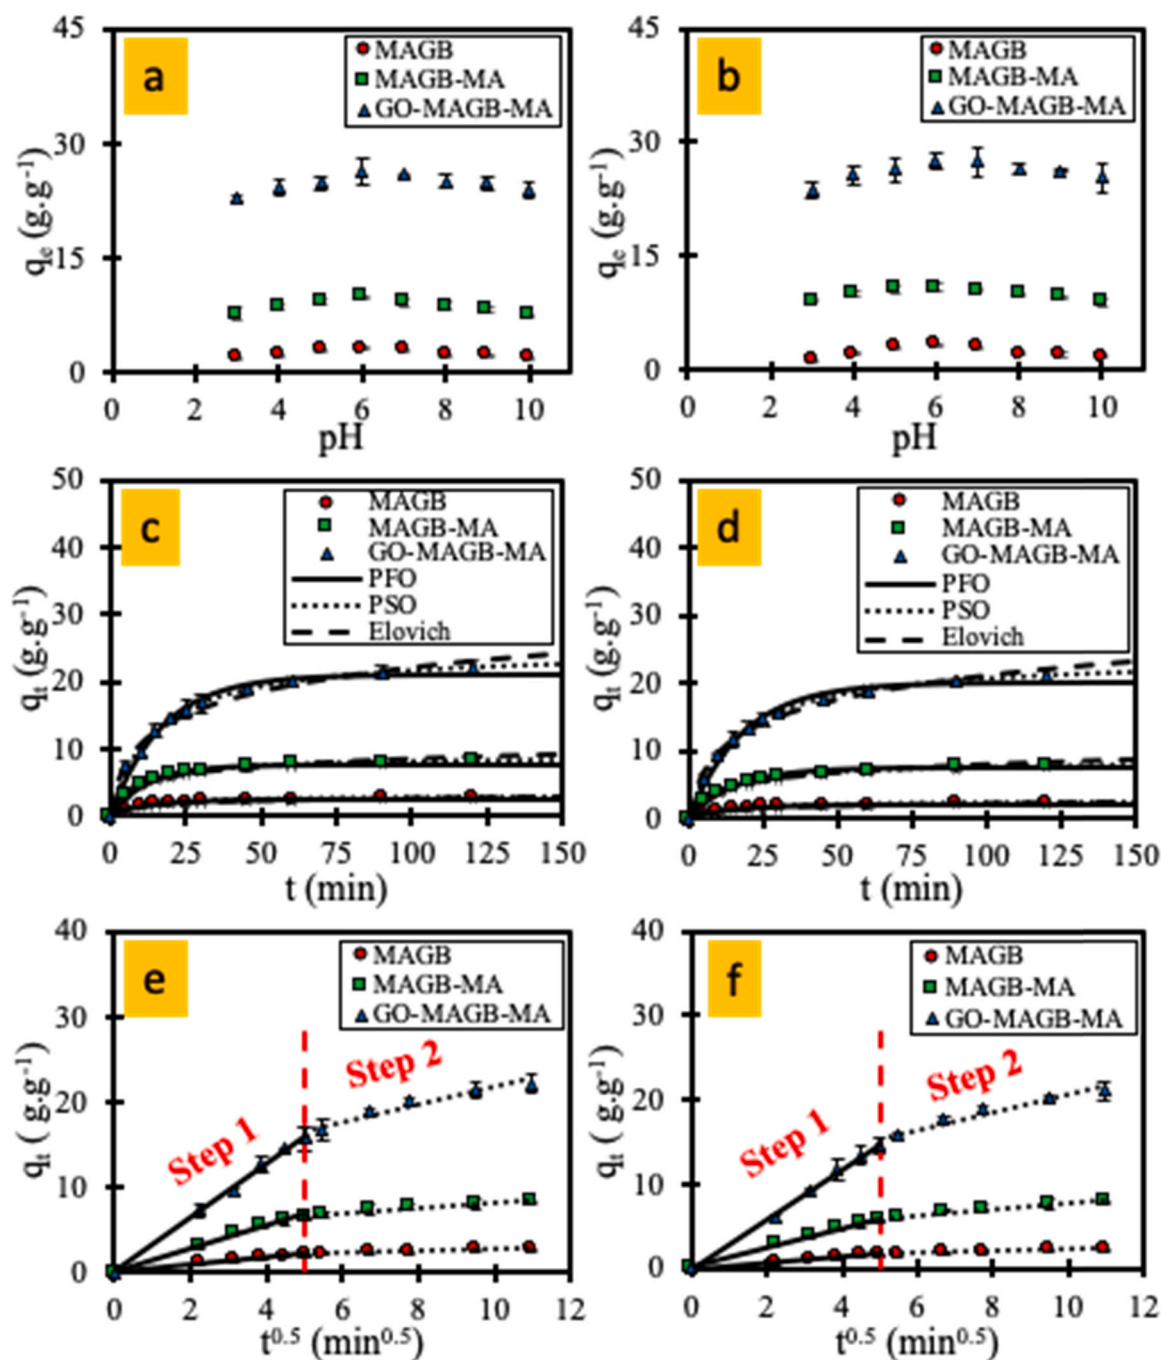 a
45
30
15
0
qe (g.g⁻¹)
MAGB
MAGB-MA
GO-MAGB-MA
0 2 4 6 8 10
pH
b
45
30
15
0
qe (g.g⁻¹)
MAGB
MAGB-MA
GO-MAGB-MA
0 2 4 6 8 10
pH
c
50
40
30
20
10
0
qt (g.g⁻¹)
MAGB
MAGB-MA
GO-MAGB-MA
PFO
PSO
Elovich
0 25 50 75 100 125 150
t (min)
d
50
40
30
20
10
0
qt (g.g⁻¹)
MAGB
MAGB-MA
GO-MAGB-MA
PFO
PSO
Elovich
0 25 50 75 100 125 150
t (min)
e
40
30
20
10
0
qt ( g.g⁻¹)
MAGB
MAGB-MA
GO-MAGB-MA
Step 1
Step 2
0 2 4 6 8 10 12
t⁰·⁵ (min⁰·⁵)
f
40
30
20
10
0
qt ( g.g⁻¹)
MAGB
MAGB-MA
GO-MAGB-MA
Step 1
Step 2
0 2 4 6 8 10 12
t⁰·⁵ (min⁰·⁵)